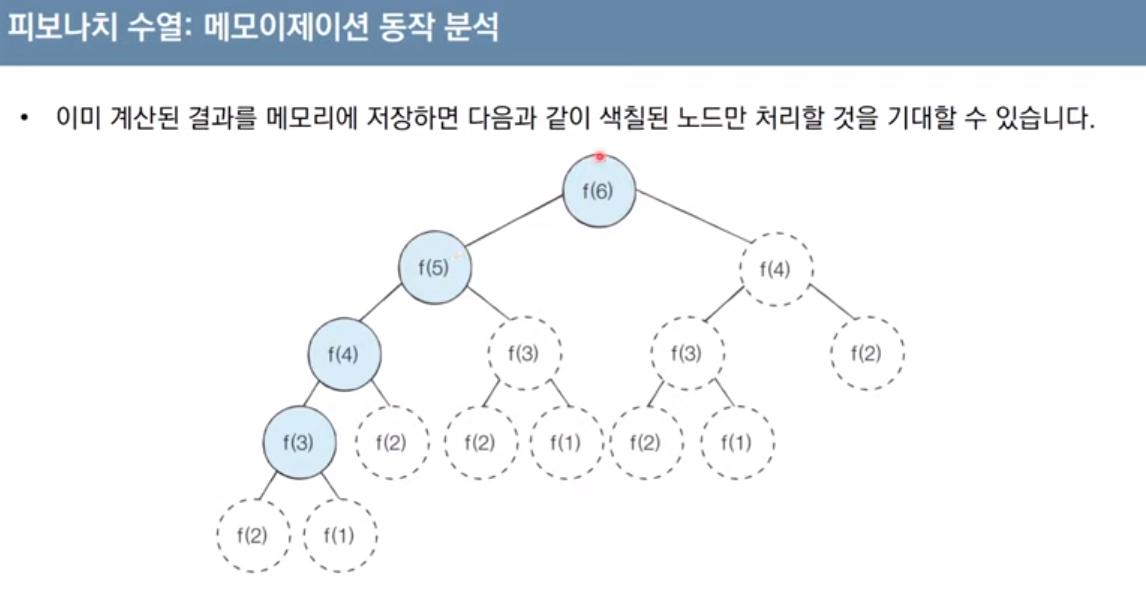 피보나치 수열: 메모이제이션 동작 분석
• 이미 계산된 결과를 메모리에 저장하면 다음과 같이 색칠된 노드만 처리할 것을 기대할 수 있습니다.
f(6)
f(5) f(4)
f(4) f(3) f(3) f(2)
f(3) f(2) f(2) f(1) f(2) f(1)
f(2) f(1)